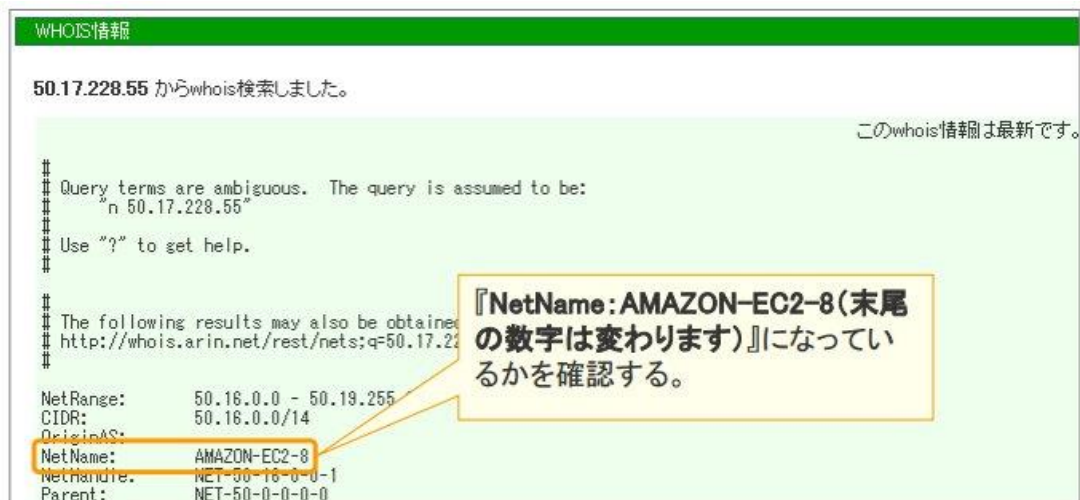 WHOIS情報
50.17.228.55 からwhois検索しました。
このwhois情報は最新です。
#
# Query terms are ambiguous.  The query is assumed to be:
#     "n 50.17.228.55"
#
# Use "?" to get help.
#
#
# The following results may also be obtained
# http://whois.arin.net/rest/nets;q=50.17.22
#
『NetName:AMAZON-EC2-8(末尾
の数字は変わります)』になってい
るかを確認する。
NetRange:       50.16.0.0 - 50.19.255
CIDR:           50.16.0.0/14
OriginAS:
NetName:        AMAZON-EC2-8
NetHandle:      NET-50-16-0-0-1
Parent:         NET-50-0-0-0-0